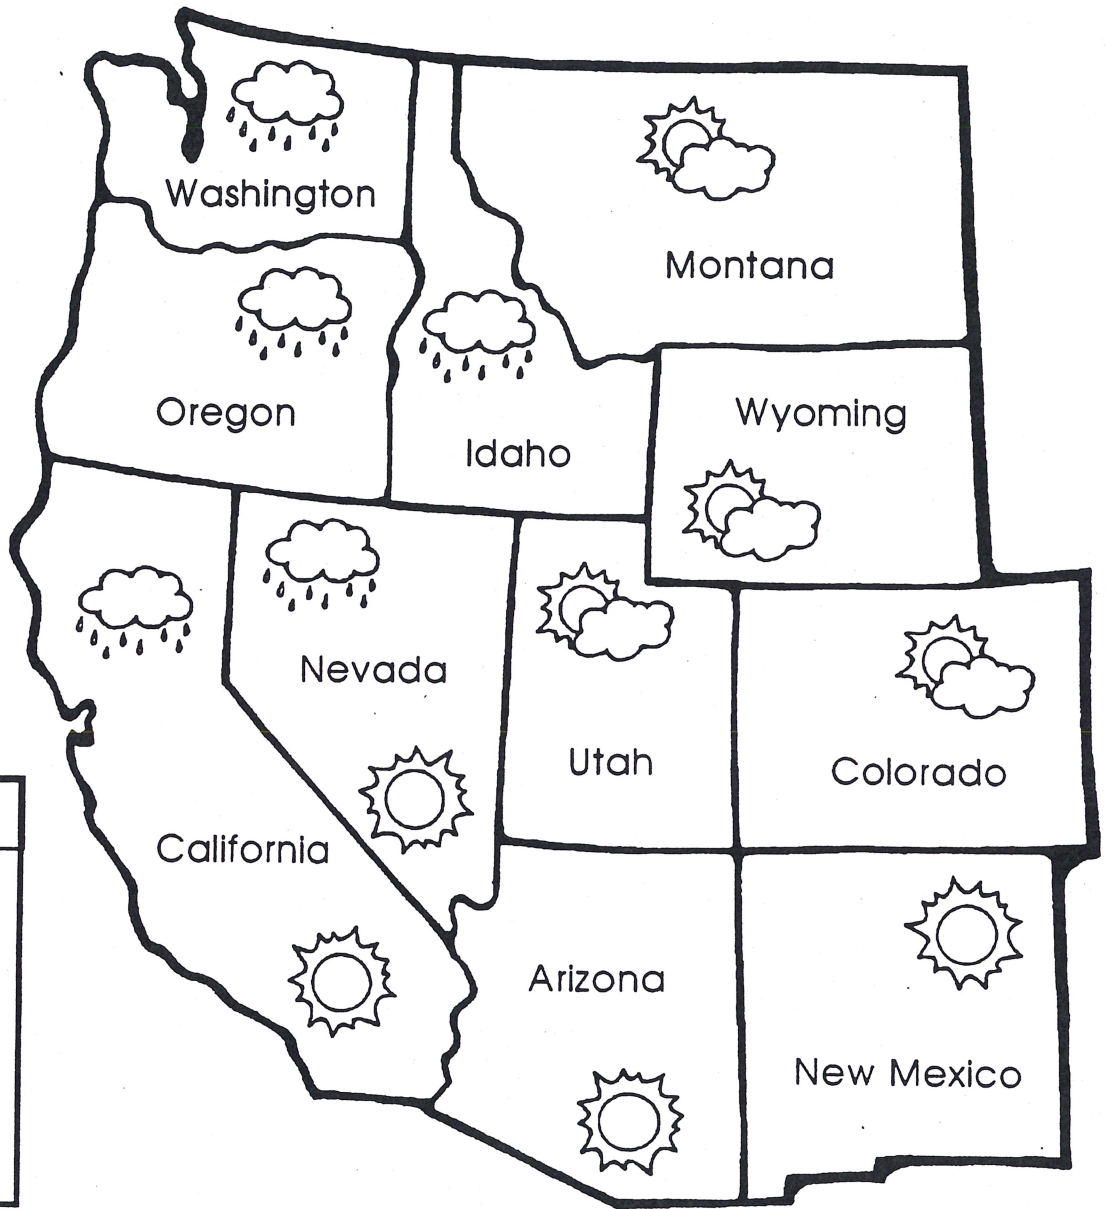 Washington
Montana
Oregon
Idaho
Wyoming
Nevada
Utah
Colorado
California
Arizona
New Mexico